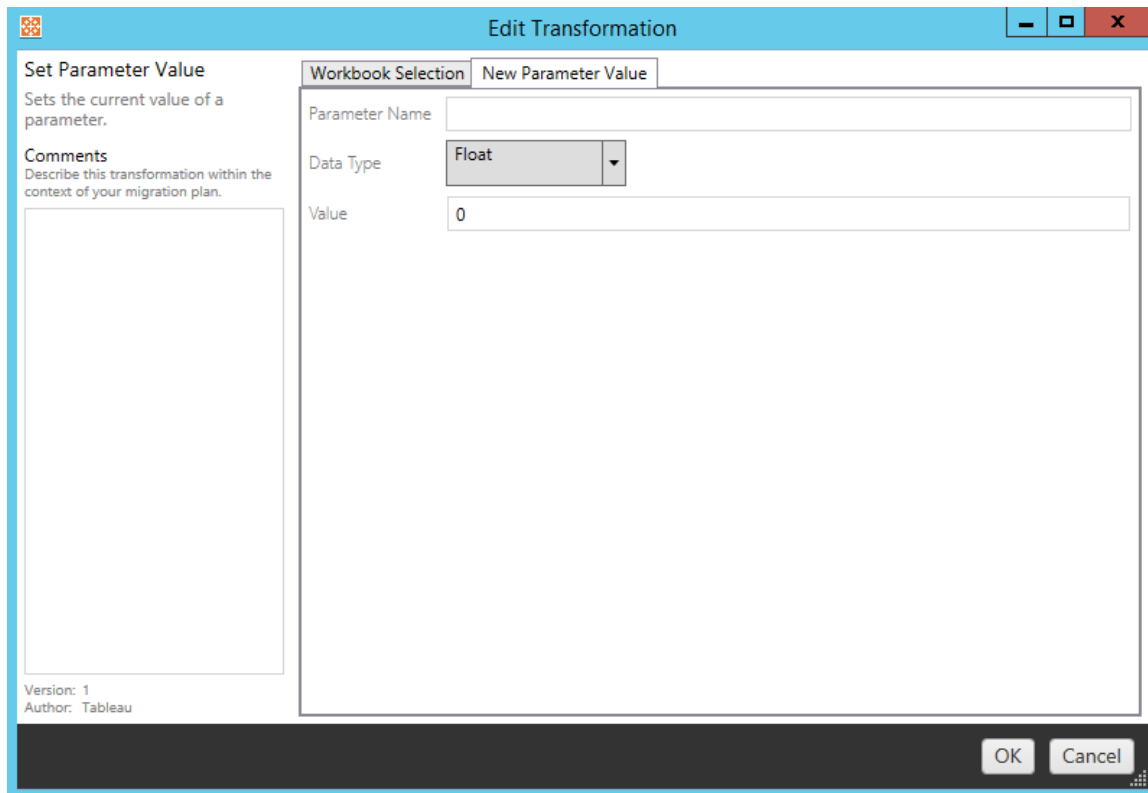 Edit Transformation
Set Parameter Value
Sets the current value of a
parameter.
Comments
Describe this transformation within the
context of your migration plan.
Version: 1
Author: Tableau
Workbook Selection
New Parameter Value
Parameter Name
Data Type
Float
Value
0
OK
Cancel